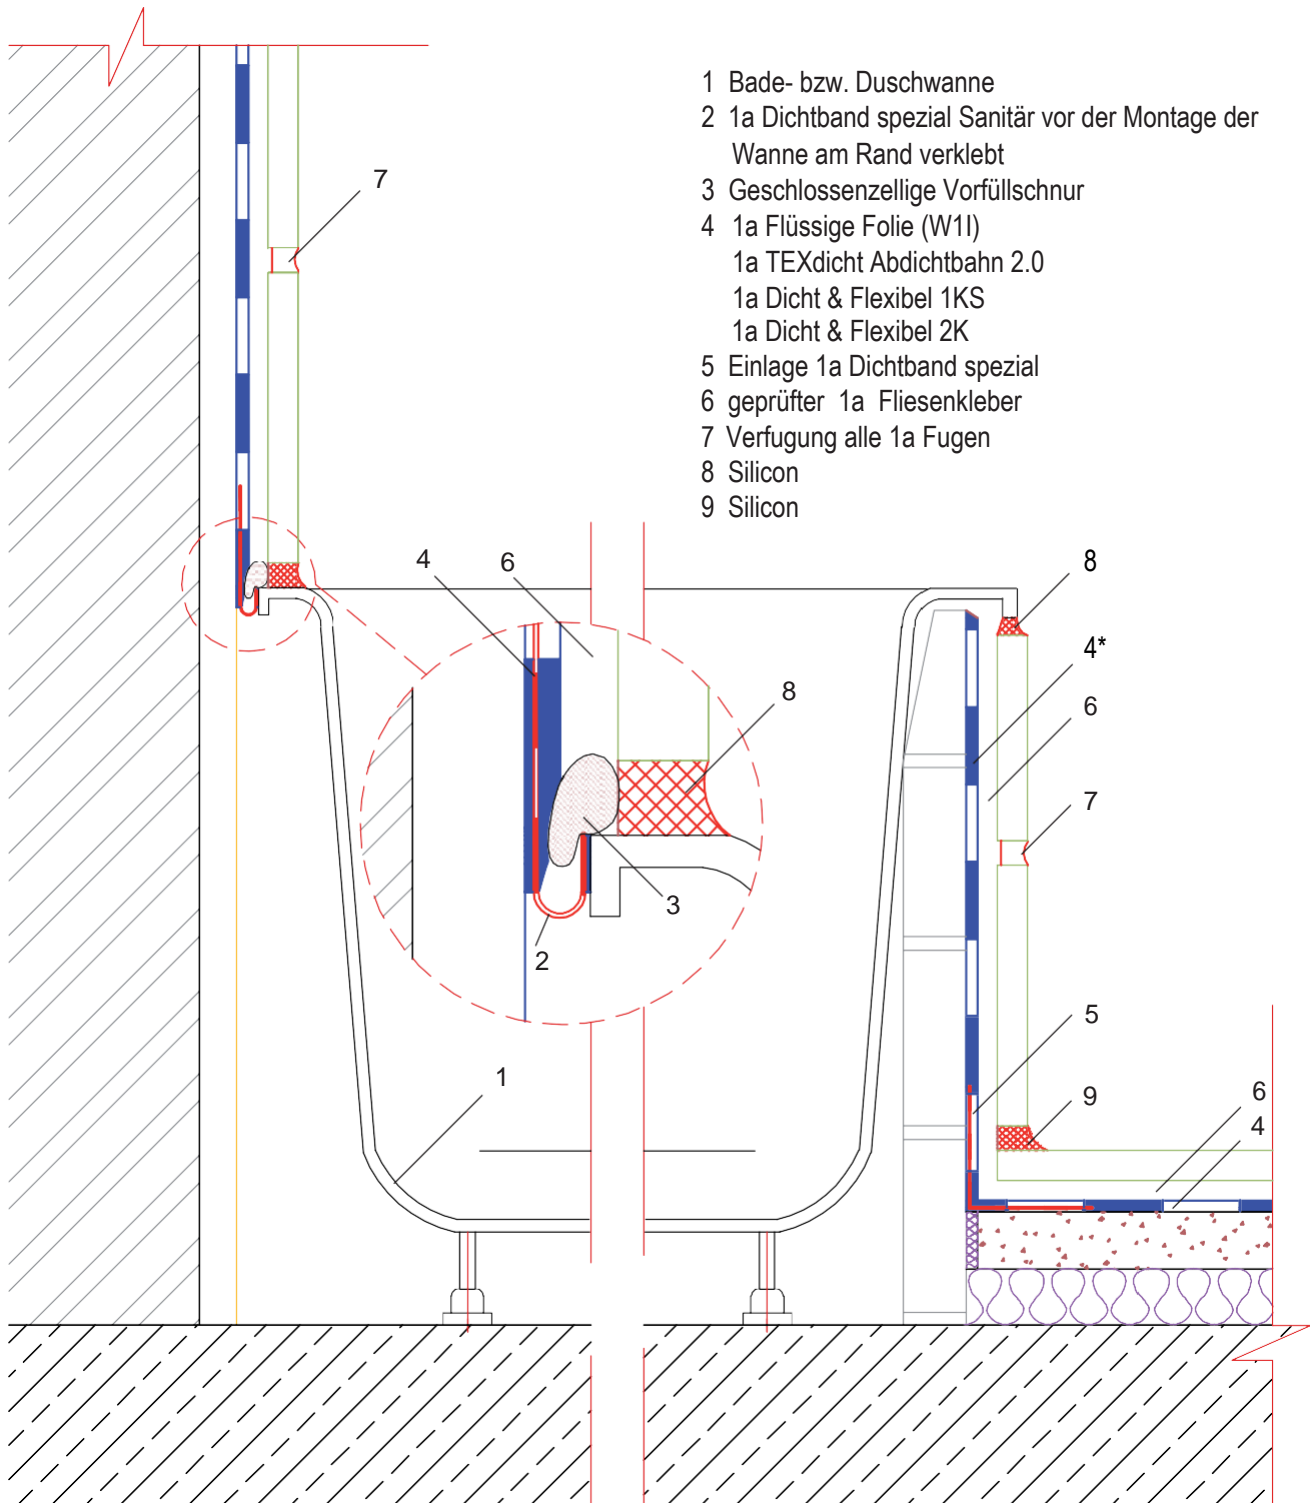 1 Bade- bzw. Duschwanne
2 1a Dichtband spezial Sanitär vor der Montage der
Wanne am Rand verklebt
3 Geschlossenzellige Vorfüllschnur
4 1a Flüssige Folie (W1I)
1a TEXdicht Abdichtbahn 2.0
1a Dicht & Flexibel 1KS
1a Dicht & Flexibel 2K
5 Einlage 1a Dichtband spezial
6 geprüfter 1a Fliesenkleber
7 Verfugung alle 1a Fugen
8 Silicon
9 Silicon
7
4
6
8
4*
6
8
7
3
2
5
1
9
6
4